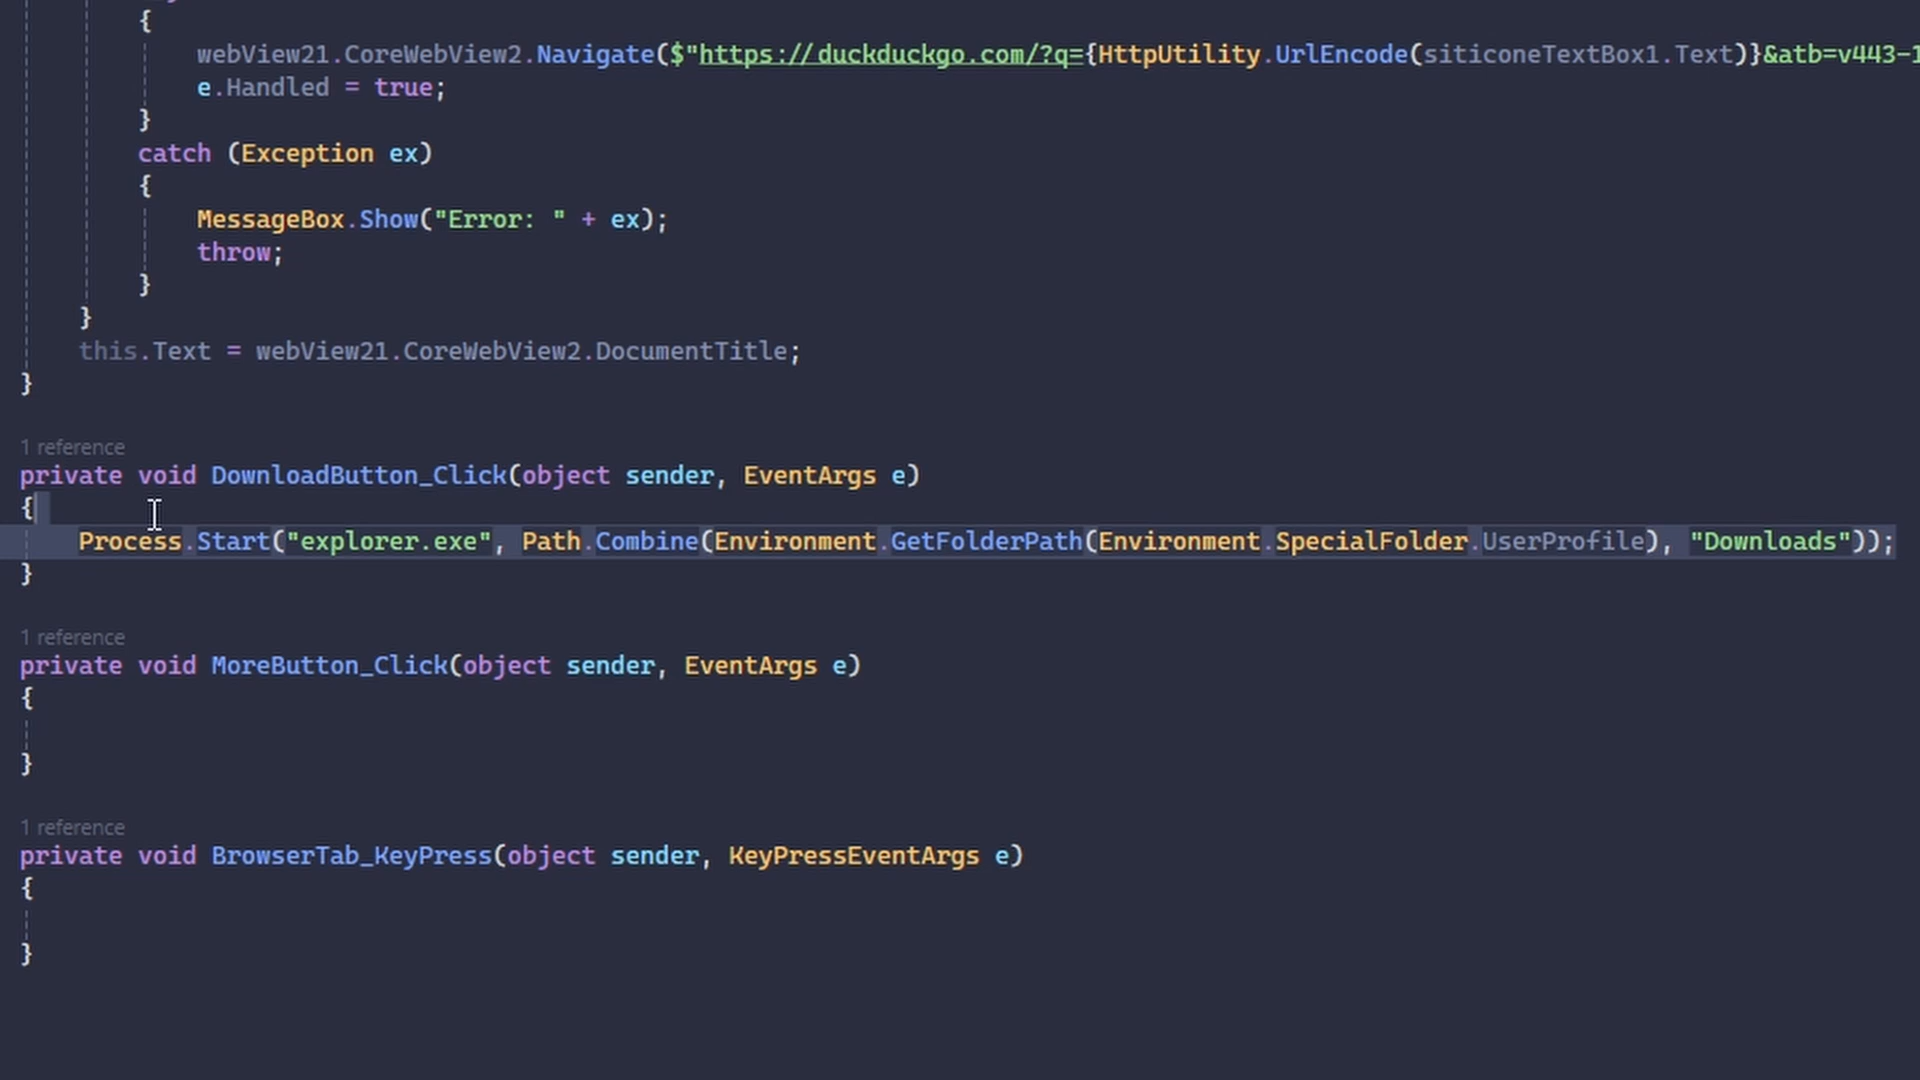 {
webView21.CoreWebView2.Navigate($"https://duckduckgo.com/?q={HttpUtility.UrlEncode(siticoneTextBox1.Text)}&atb=v443-1
e.Handled = true;
}
catch (Exception ex)
{
MessageBox.Show("Error: " + ex);
throw;
}
}
this.Text = webView21.CoreWebView2.DocumentTitle;
}
1 reference
private void DownloadButton_Click(object sender, EventArgs e)
{
Process.Start("explorer.exe", Path.Combine(Environment.GetFolderPath(Environment.SpecialFolder.UserProfile), "Downloads"));
}
1 reference
private void MoreButton_Click(object sender, EventArgs e)
{
}
1 reference
private void BrowserTab_KeyPress(object sender, KeyPressEventArgs e)
{
}